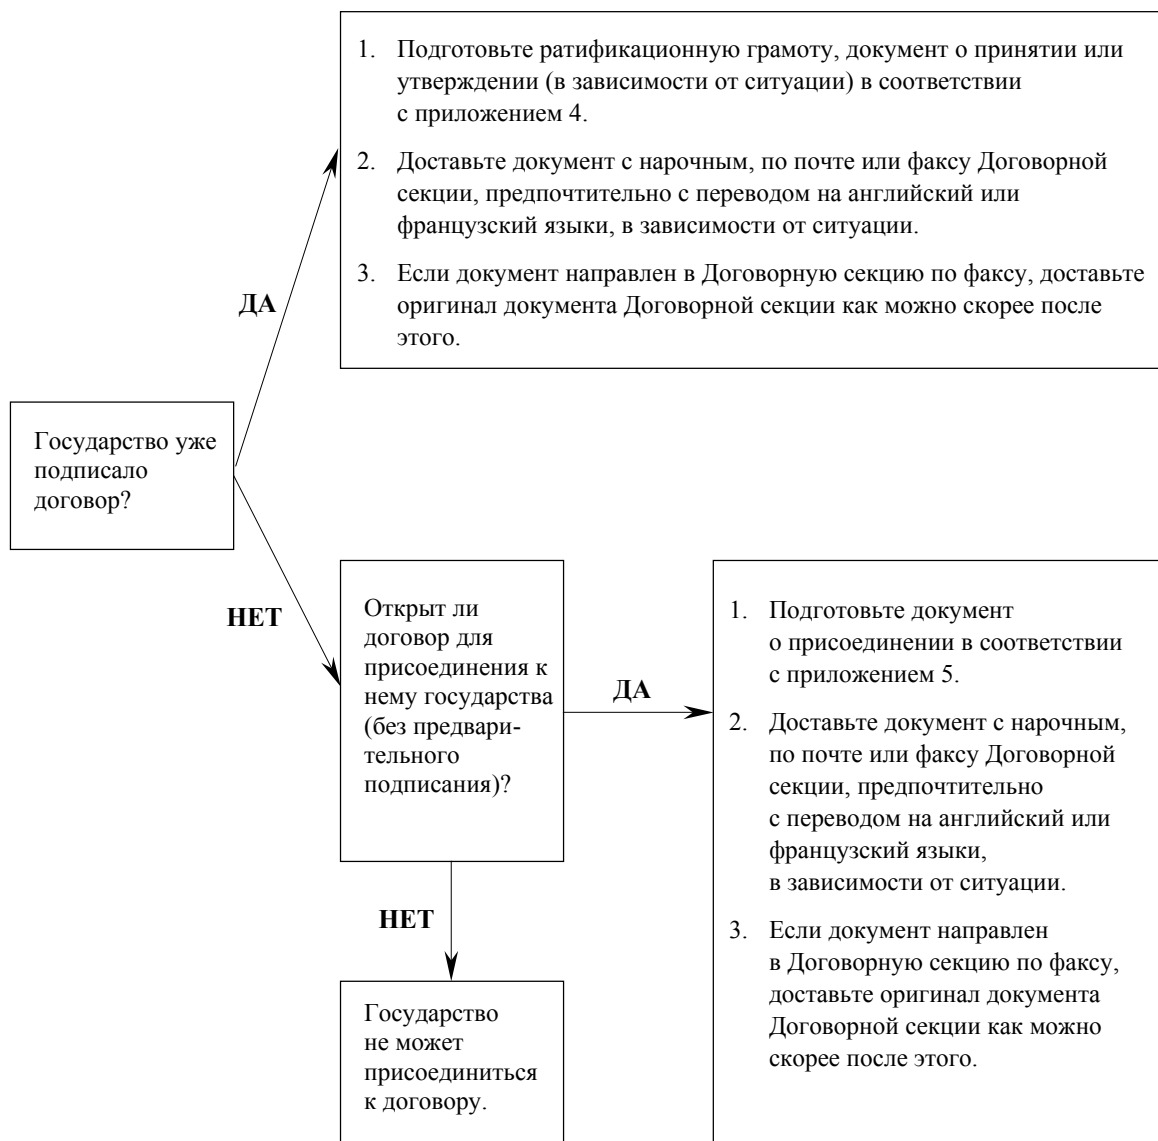 1. Подготовьте ратификационную грамоту, документ о принятии или
утверждении (в зависимости от ситуации) в соответствии
с приложением 4.
2. Доставьте документ с нарочным, по почте или факсу Договорной
секции, предпочтительно с переводом на английский или
французский языки, в зависимости от ситуации.
3. Если документ направлен в Договорную секцию по факсу, доставьте
оригинал документа Договорной секции как можно скорее после
этого.
ДА
Государство уже
подписало
договор?
НЕТ
Открыт ли
договор для
присоединения к
нему государства
(без предвари-
тельного
подписания)?
ДА
1. Подготовьте документ
о присоединении в соответствии
с приложением 5.
2. Доставьте документ с нарочным,
по почте или факсу Договорной
секции, предпочтительно
с переводом на английский или
французский языки,
в зависимости от ситуации.
3. Если документ направлен
в Договорную секцию по факсу,
доставьте оригинал документа
Договорной секции как можно
скорее после этого.
НЕТ
Государство
не может
присоединиться
к договору.